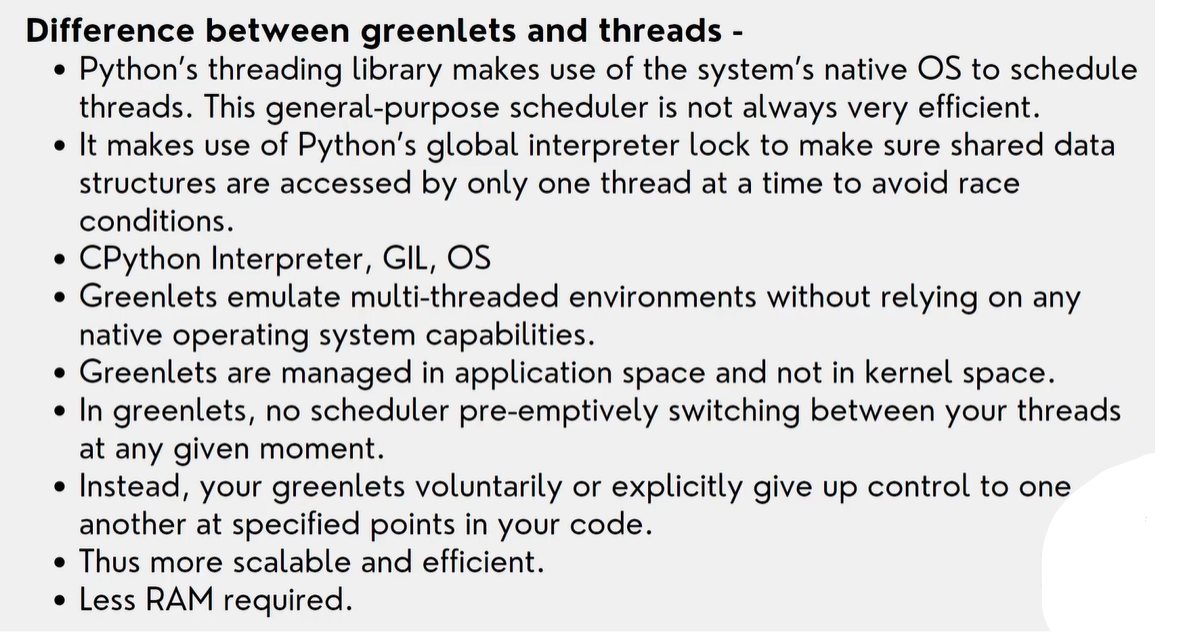 Difference between greenlets and threads -
• Python's threading library makes use of the system's native OS to schedule
threads. This general-purpose scheduler is not always very efficient.
• It makes use of Python's global interpreter lock to make sure shared data
structures are accessed by only one thread at a time to avoid race
conditions.
• CPython Interpreter, GIL, OS
• Greenlets emulate multi-threaded environments without relying on any
native operating system capabilities.
• Greenlets are managed in application space and not in kernel space.
• In greenlets, no scheduler pre-emptively switching between your threads
at any given moment.
• Instead, your greenlets voluntarily or explicitly give up control to one
another at specified points in your code.
• Thus more scalable and efficient.
• Less RAM required.